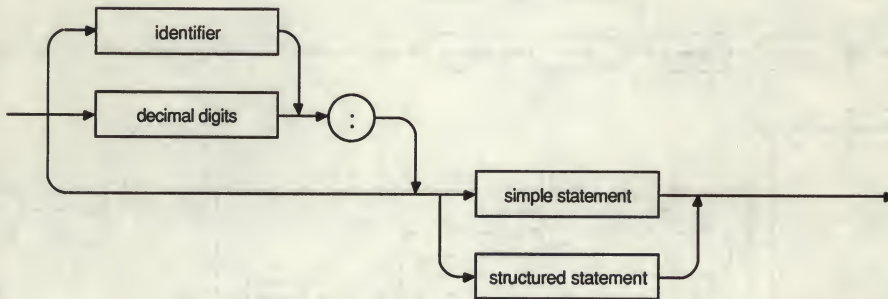 identifier
decimal digits
:
simple statement
structured statement